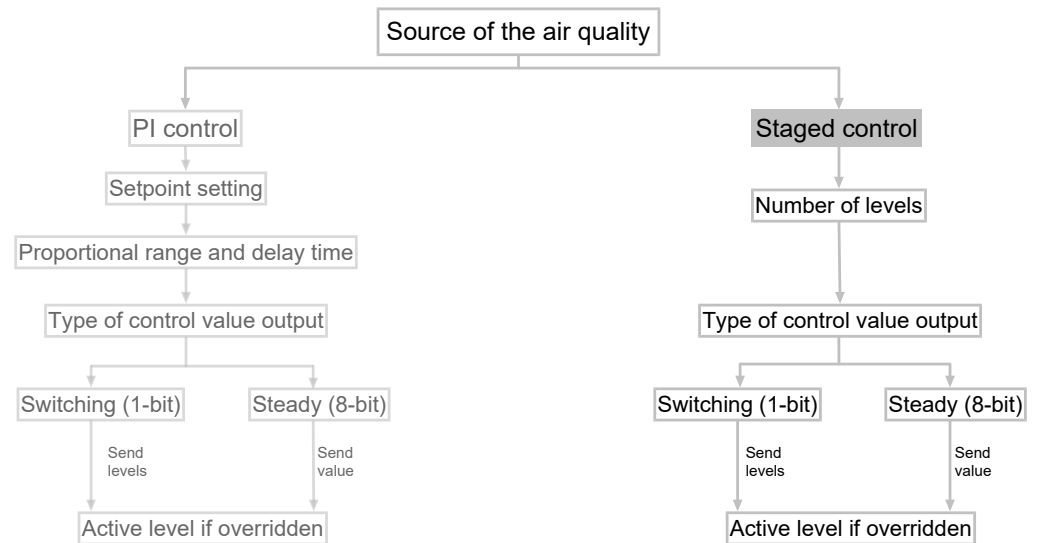 Source of the air quality
PI control
Setpoint setting
Proportional range and delay time
Type of control value output
Switching (1-bit)
Steady (8-bit)
Send
levels
Send
value
Active level if overridden
Staged control
Number of levels
Type of control value output
Switching (1-bit)
Steady (8-bit)
Send
levels
Send
value
Active level if overridden